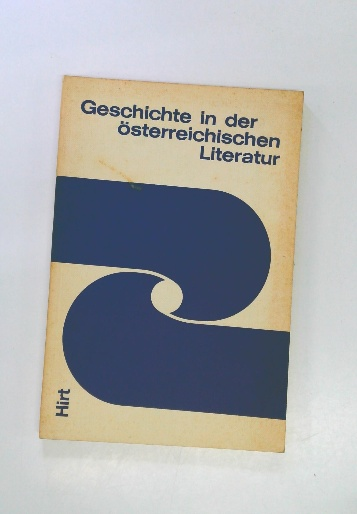 Geschichte in der
österreichischen
Literatur
Hirt